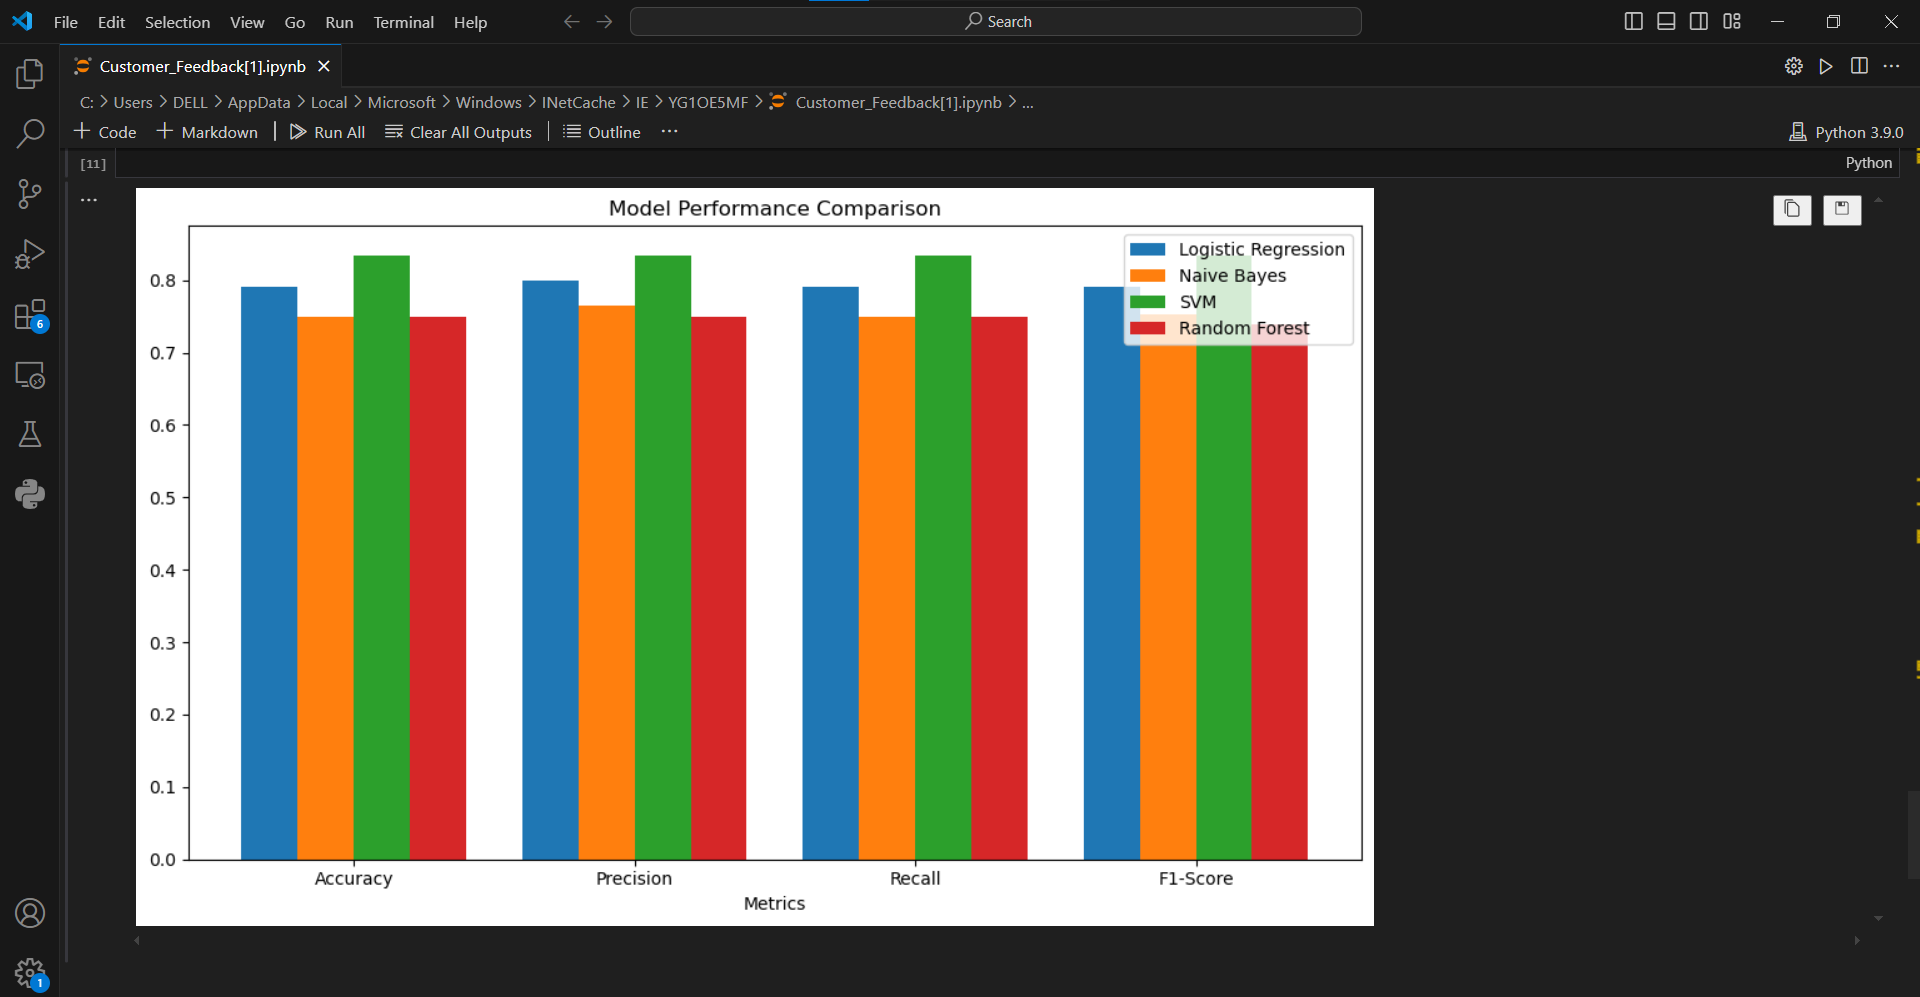 File Edit Selection View Go Run Terminal Help
Search
Customer_Feedback[1].ipynb
C: > Users > DELL > AppData > Local > Microsoft > Windows > INetCache > IE > YG1OE5MF > Customer_Feedback[1].ipynb > ...
+ Code + Markdown | Run All Clear All Outputs | Outline ...
Python 3.9.0
[11]
Python
Model Performance Comparison
Logistic Regression
Naive Bayes
SVM
Random Forest
0.8
0.7
0.6
0.5
0.4
0.3
0.2
0.1
0.0
Accuracy Precision Recall F1-Score
Metrics
6
1